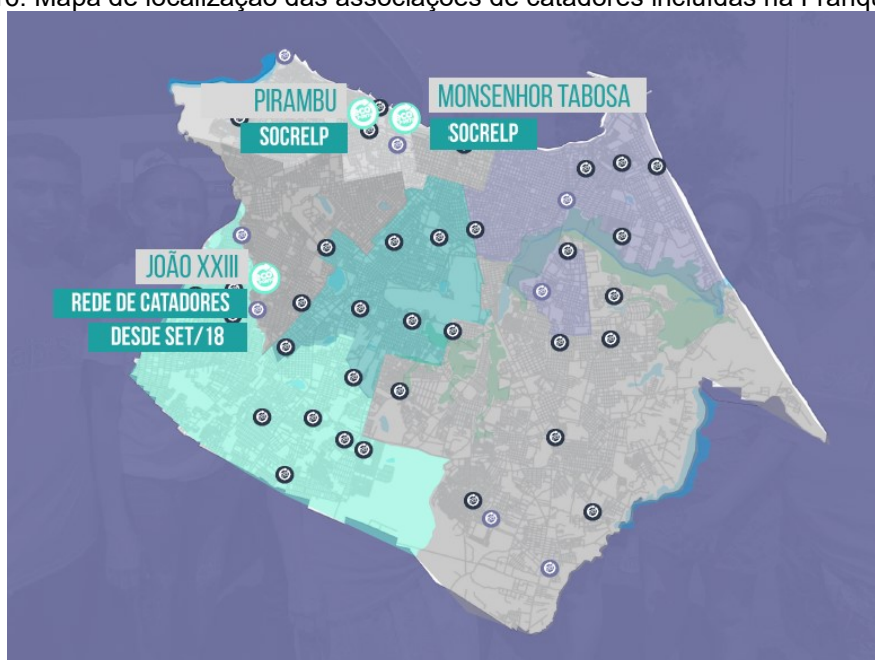 Mapa de localização das associações de catadores incluídas na
PIRAMBU
SOCRELP
MONSENHOR TABOSA
SOCRELP
JOÃO XXIII
REDE DE CATADORES
DESDE SET/18